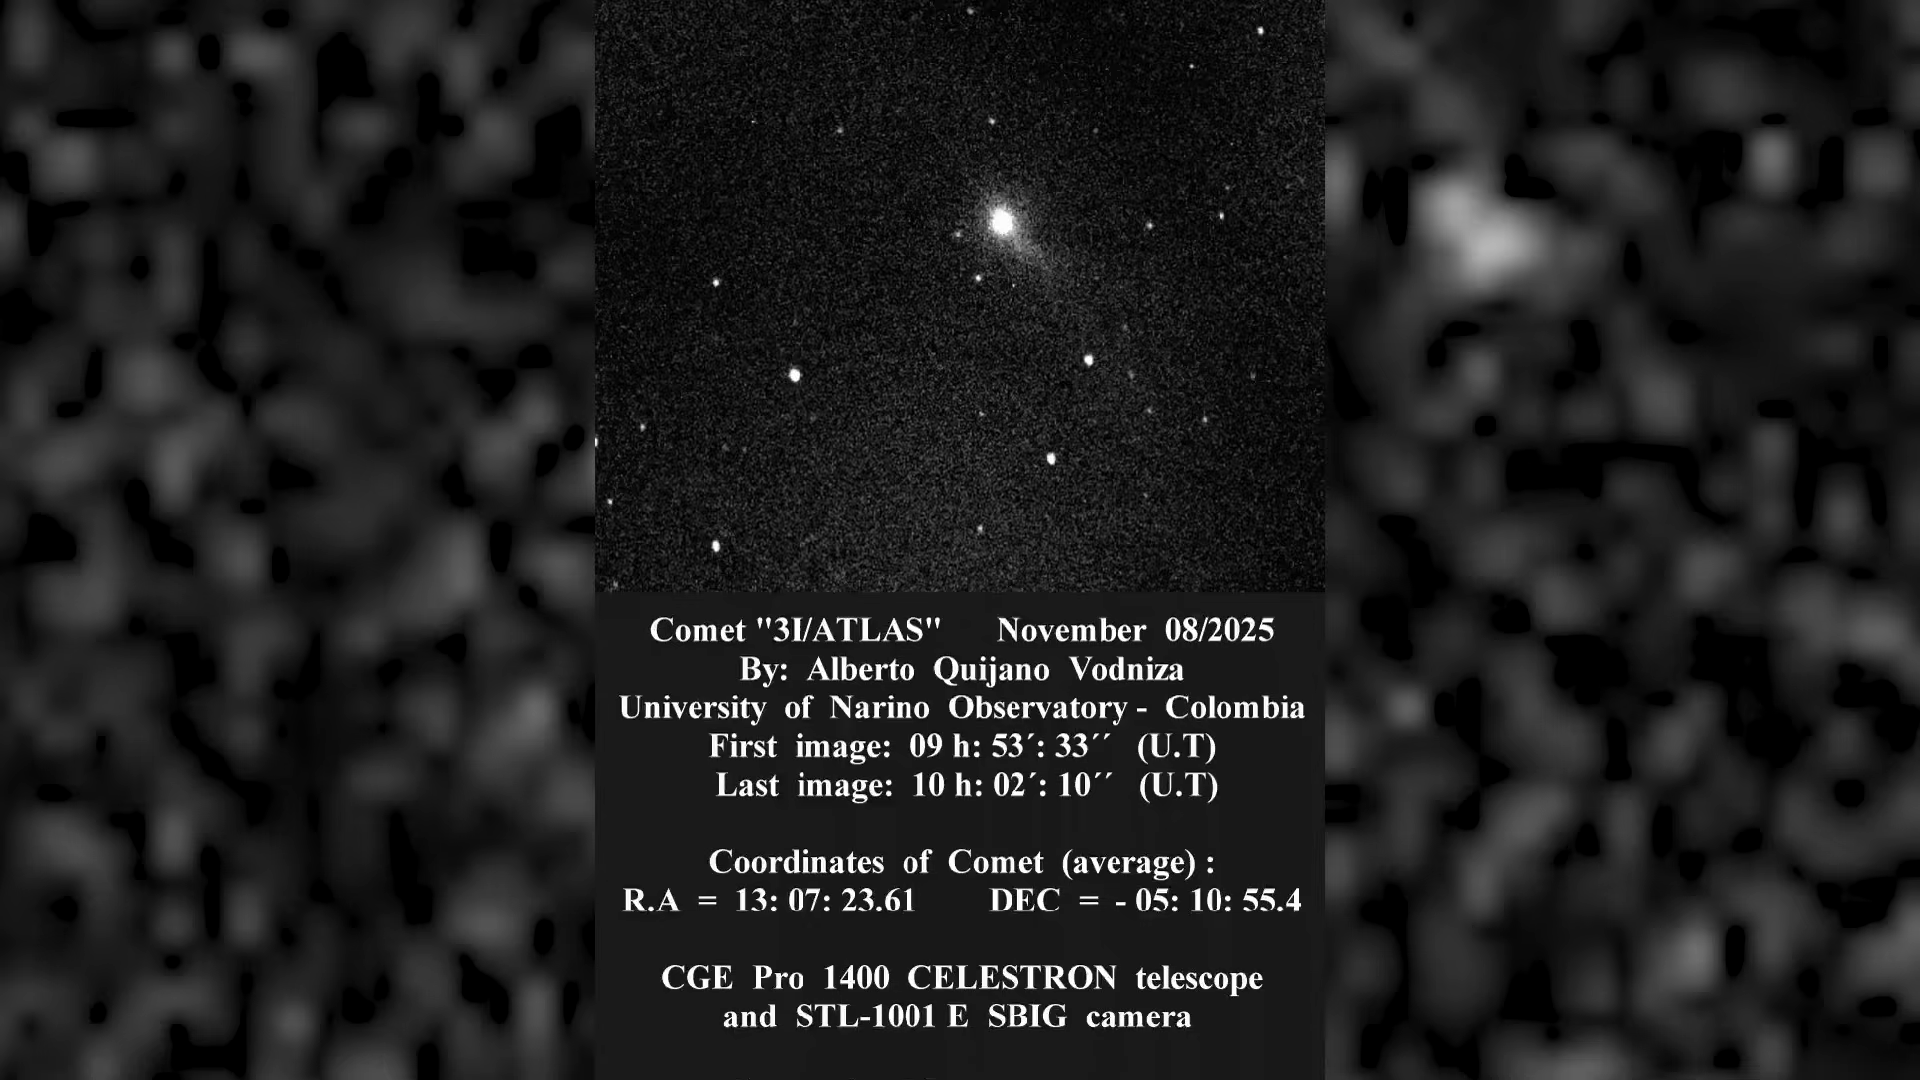 Comet "3I/ATLAS" November 08/2025
By: Alberto Quijano Vodniza
University of Narino Observatory - Colombia
First image: 09 h: 53´: 33´´ (U.T)
Last image: 10 h: 02´: 10´´ (U.T)
Coordinates of Comet (average) :
R.A = 13: 07: 23.61 DEC = - 05: 10: 55.4
CGE Pro 1400 CELESTRON telescope
and STL-1001 E SBIG camera